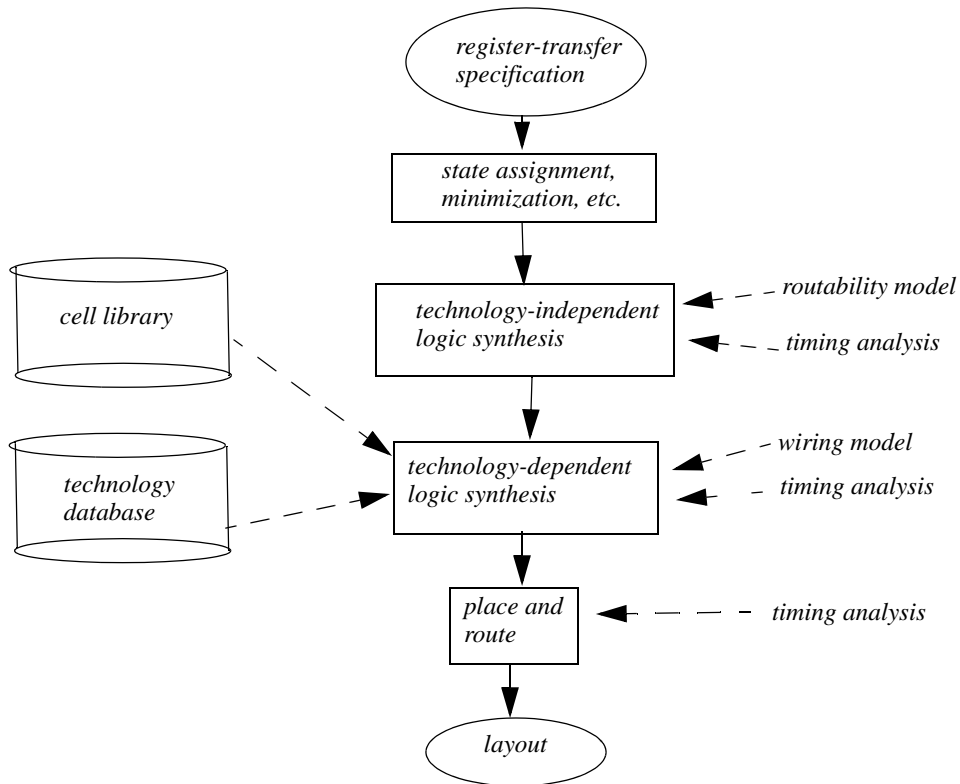 register-transfer
specification
state assignment,
minimization, etc.
cell library
technology-independent
logic synthesis
routability model
timing analysis
technology
database
technology-dependent
logic synthesis
wiring model
timing analysis
place and
route
timing analysis
layout